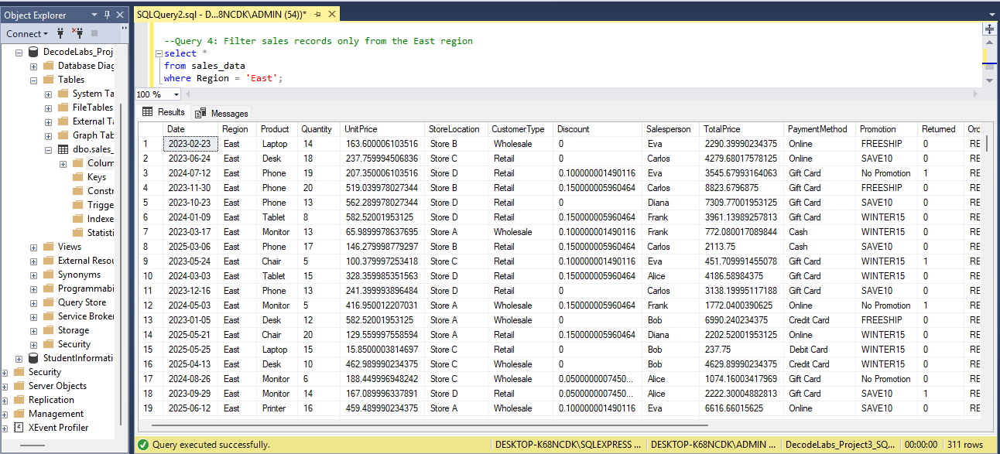 Object Explorer
SQLQuery2.sql - D...8NCDK\ADMIN (54))*
Connect
DecodeLabs_Proj
Database Diag
Tables
System Ta
FileTables
External Ta
Graph Tab
dbo.sales_
Colum
Keys
Constr
Trigge
Indexe
Statisti
Views
External Resou
Synonyms
Programmabi
Query Store
Service Broker
Storage
Security
StudentInformati
Security
Server Objects
Replication
Management
XEvent Profiler
--Query 4: Filter sales records only from the East region
select *
from sales_data
where Region = 'East';
100 %
Results Messages
Date Region Product Quantity UnitPrice StoreLocation CustomerType Discount Salesperson TotalPrice PaymentMethod Promotion Returned Ord
1 2023-02-23 East Laptop 14 163.600006103516 Store B Wholesale 0 Eva 2290.39990234375 Online FREESHIP 0 RE
2 2023-06-24 East Desk 18 237.759994506836 Store C Retail 0 Carlos 4279.68017578125 Online SAVE10 0 RE
3 2024-07-12 East Phone 19 207.350006103516 Store D Retail 0.100000001490116 Eva 3545.67993164063 Gift Card No Promotion 1 RE
4 2023-11-30 East Phone 20 519.039978027344 Store B Retail 0.150000005960464 Carlos 8823.6796875 Gift Card FREESHIP 0 RE
5 2023-10-23 East Phone 13 562.289978027344 Store D Retail 0 Diana 7309.77001953125 Gift Card SAVE10 0 RE
6 2024-01-09 East Tablet 8 582.52001953125 Store D Retail 0.150000005960464 Frank 3961.13989257813 Gift Card WINTER15 0 RE
7 2023-03-17 East Monitor 13 65.9899978637695 Store A Wholesale 0.100000001490116 Frank 772.080017089844 Cash WINTER15 0 RE
8 2025-03-06 East Phone 17 146.279998779297 Store B Retail 0.150000005960464 Carlos 2113.75 Cash SAVE10 0 RE
9 2023-05-24 East Chair 5 100.379997253418 Store C Retail 0.100000001490116 Eva 451.709991455078 Gift Card WINTER15 1 RE
10 2024-03-03 East Tablet 15 328.359985351563 Store D Retail 0.150000005960464 Alice 4186.58984375 Gift Card WINTER15 0 RE
11 2023-12-16 East Phone 13 241.399993896484 Store D Retail 0 Carlos 3138.19995117188 Gift Card SAVE10 0 RE
12 2024-05-03 East Monitor 5 416.950012207031 Store A Wholesale 0.150000005960464 Frank 1772.0400390625 Online No Promotion 1 RE
13 2023-01-05 East Desk 12 582.52001953125 Store A Wholesale 0 Bob 6990.240234375 Credit Card FREESHIP 0 RE
14 2025-05-21 East Chair 20 129.559997558594 Store A Retail 0.150000005960464 Diana 2202.52001953125 Online WINTER15 0 RE
15 2025-05-25 East Laptop 15 15.8500003814697 Store C Retail 0 Bob 237.75 Debit Card WINTER15 0 RE
16 2025-04-13 East Desk 10 462.989990234375 Store C Wholesale 0 Bob 4629.89990234375 Credit Card WINTER15 0 RE
17 2024-08-26 East Monitor 6 188.449996948242 Store C Wholesale 0.0500000007450... Alice 1074.16003417969 Gift Card No Promotion 0 RE
18 2023-09-29 East Monitor 14 167.089996337891 Store D Retail 0.0500000007450... Alice 2222.30004882813 Gift Card SAVE10 1 RE
19 2025-06-12 East Printer 16 459.489990234375 Store A Wholesale 0.100000001490116 Eva 6616.66015625 Online SAVE10 0 RE
Query executed successfully. DESKTOP-K68NCDK\SQLEXPRESS ... DESKTOP-K68NCDK\ADMIN ... DecodeLabs_Project3_SQ... 00:00:00 311 rows